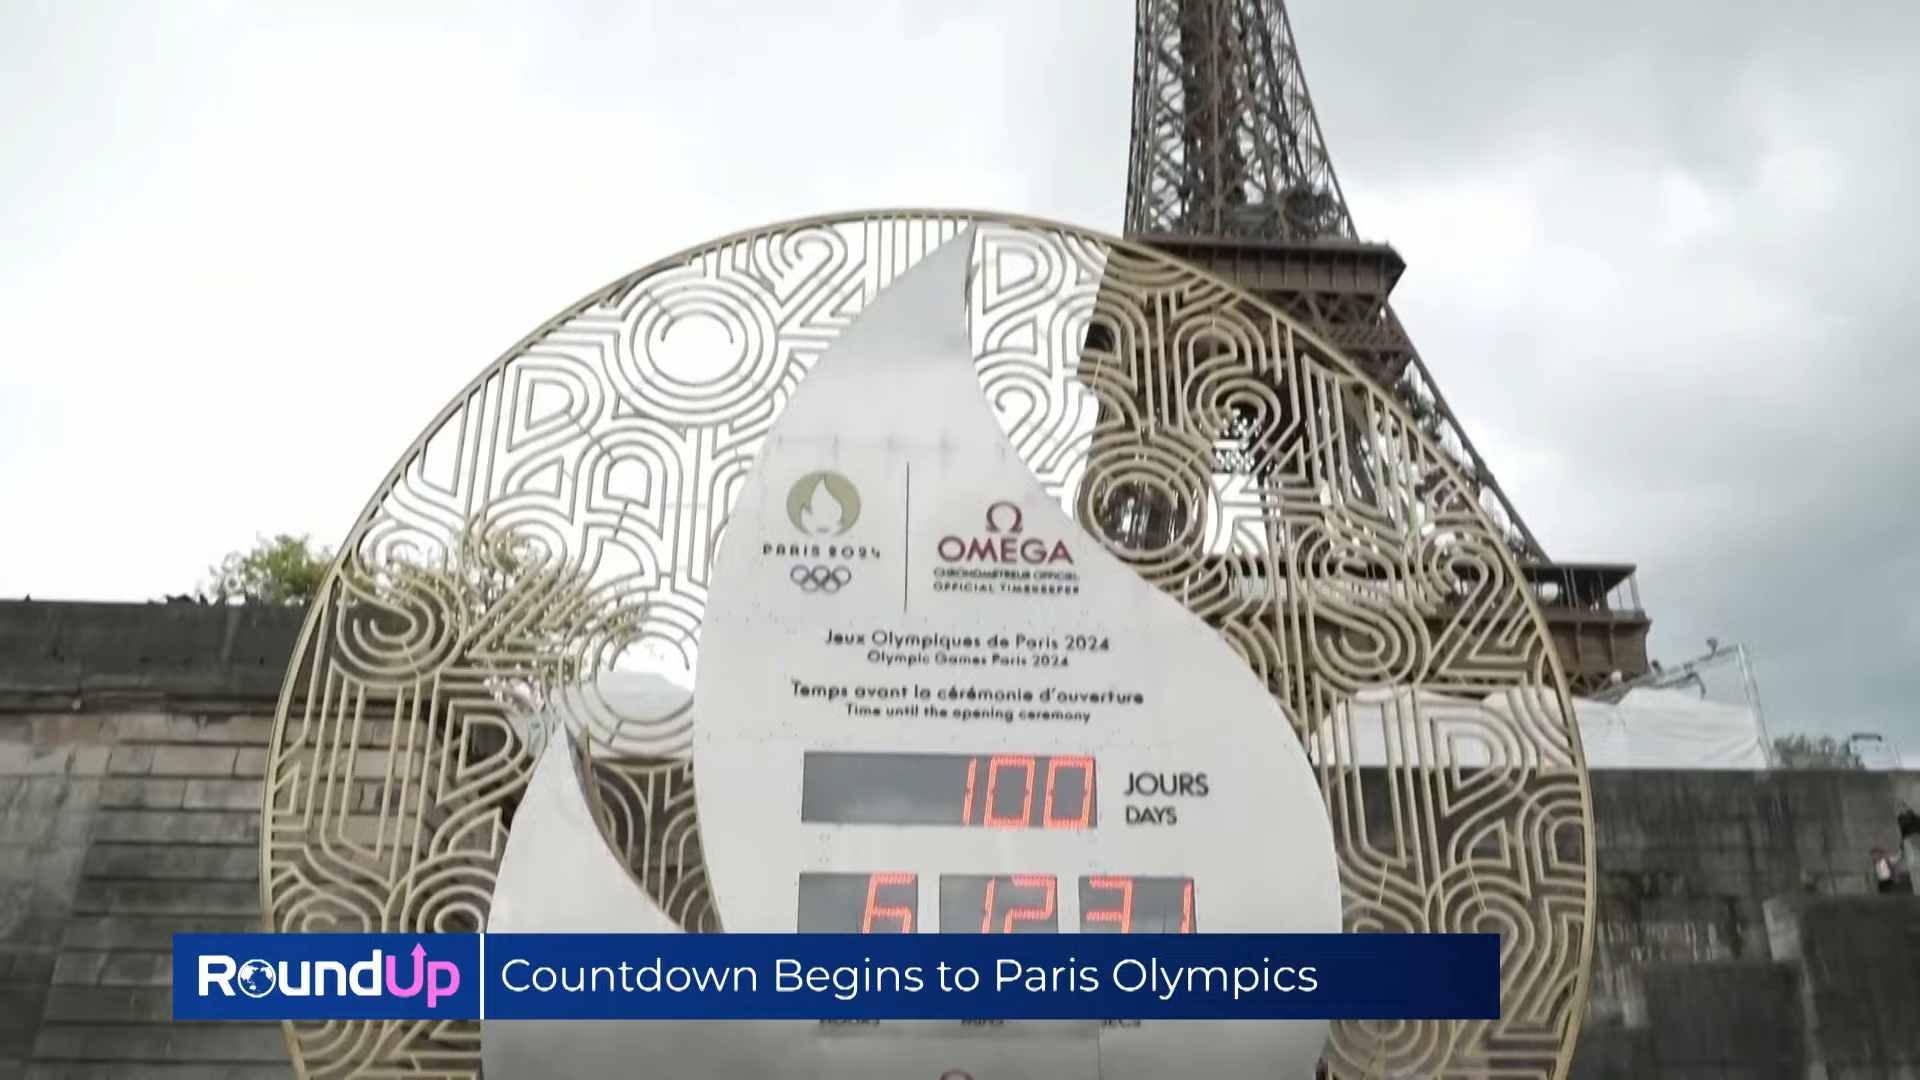 PARIS 2024
Ω
OMEGA
CHRONOMÉTREUR OFFICIEL
OFFICIAL TIMEKEEPER
Jeux Olympiques de Paris 2024
Olympic Games Paris 2024
Temps avant la cérémonie d'ouverture
Time until the opening ceremony
100 JOURS
DAYS
6 12 31
RoundUp Countdown Begins to Paris Olympics